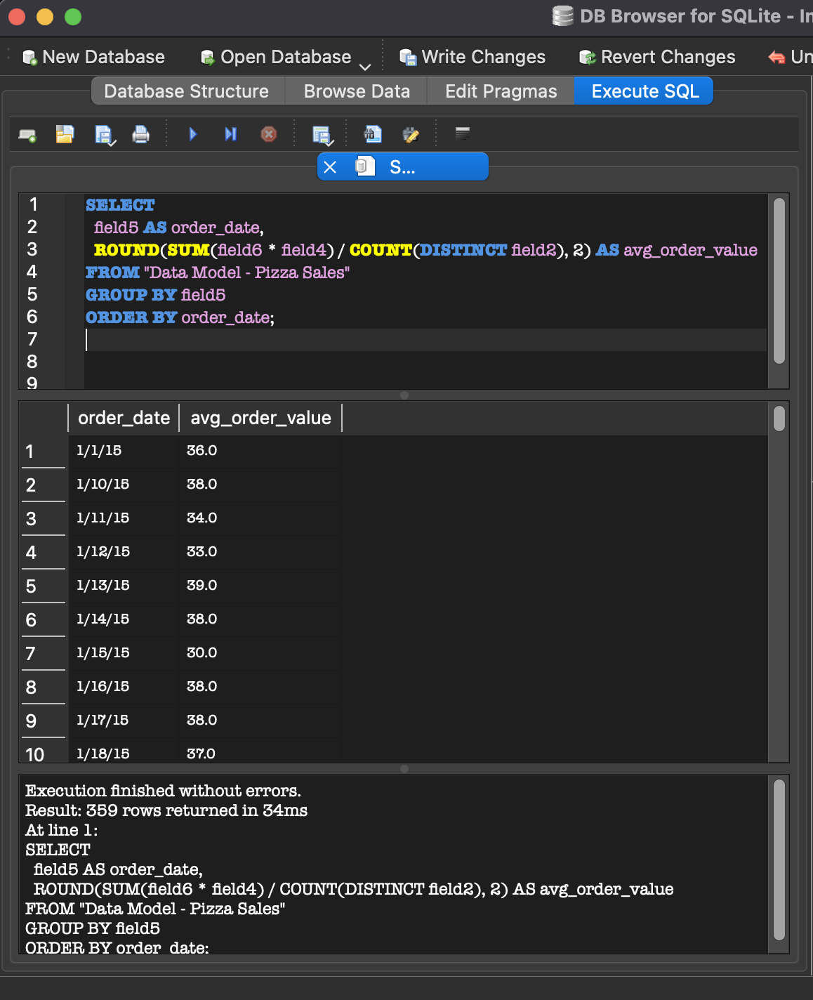 DB Browser for SQLite - In
New Database Open Database Write Changes Revert Changes Un
Database Structure Browse Data Edit Pragmas Execute SQL
S...
1 SELECT
2 field5 AS order_date,
3 ROUND(SUM(field6 * field4) / COUNT(DISTINCT field2), 2) AS avg_order_value
4 FROM "Data Model - Pizza Sales"
5 GROUP BY field5
6 ORDER BY order_date;
7
8
9
order_date avg_order_value
1 1/1/15 36.0
2 1/10/15 38.0
3 1/11/15 34.0
4 1/12/15 33.0
5 1/13/15 39.0
6 1/14/15 38.0
7 1/15/15 30.0
8 1/16/15 38.0
9 1/17/15 38.0
10 1/18/15 37.0
Execution finished without errors.
Result: 359 rows returned in 34ms
At line 1:
SELECT
field5 AS order_date,
ROUND(SUM(field6 * field4) / COUNT(DISTINCT field2), 2) AS avg_order_value
FROM "Data Model - Pizza Sales"
GROUP BY field5
ORDER BY order_date;